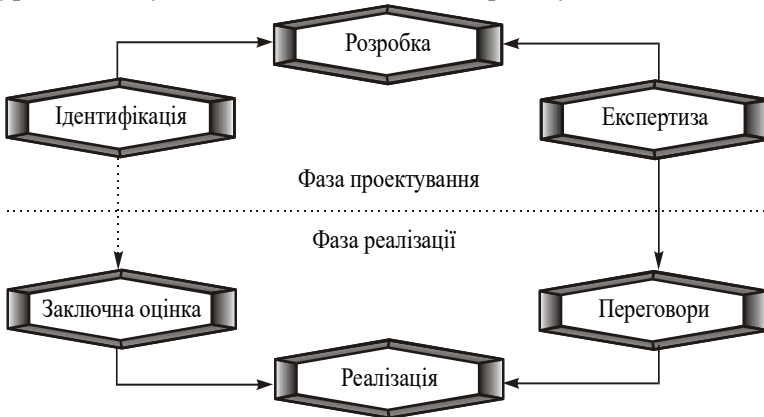 Розробка
Ідентифікація
Експертиза
Фаза проектування
Фаза реалізації
Заключна оцінка
Переговори
Реалізація